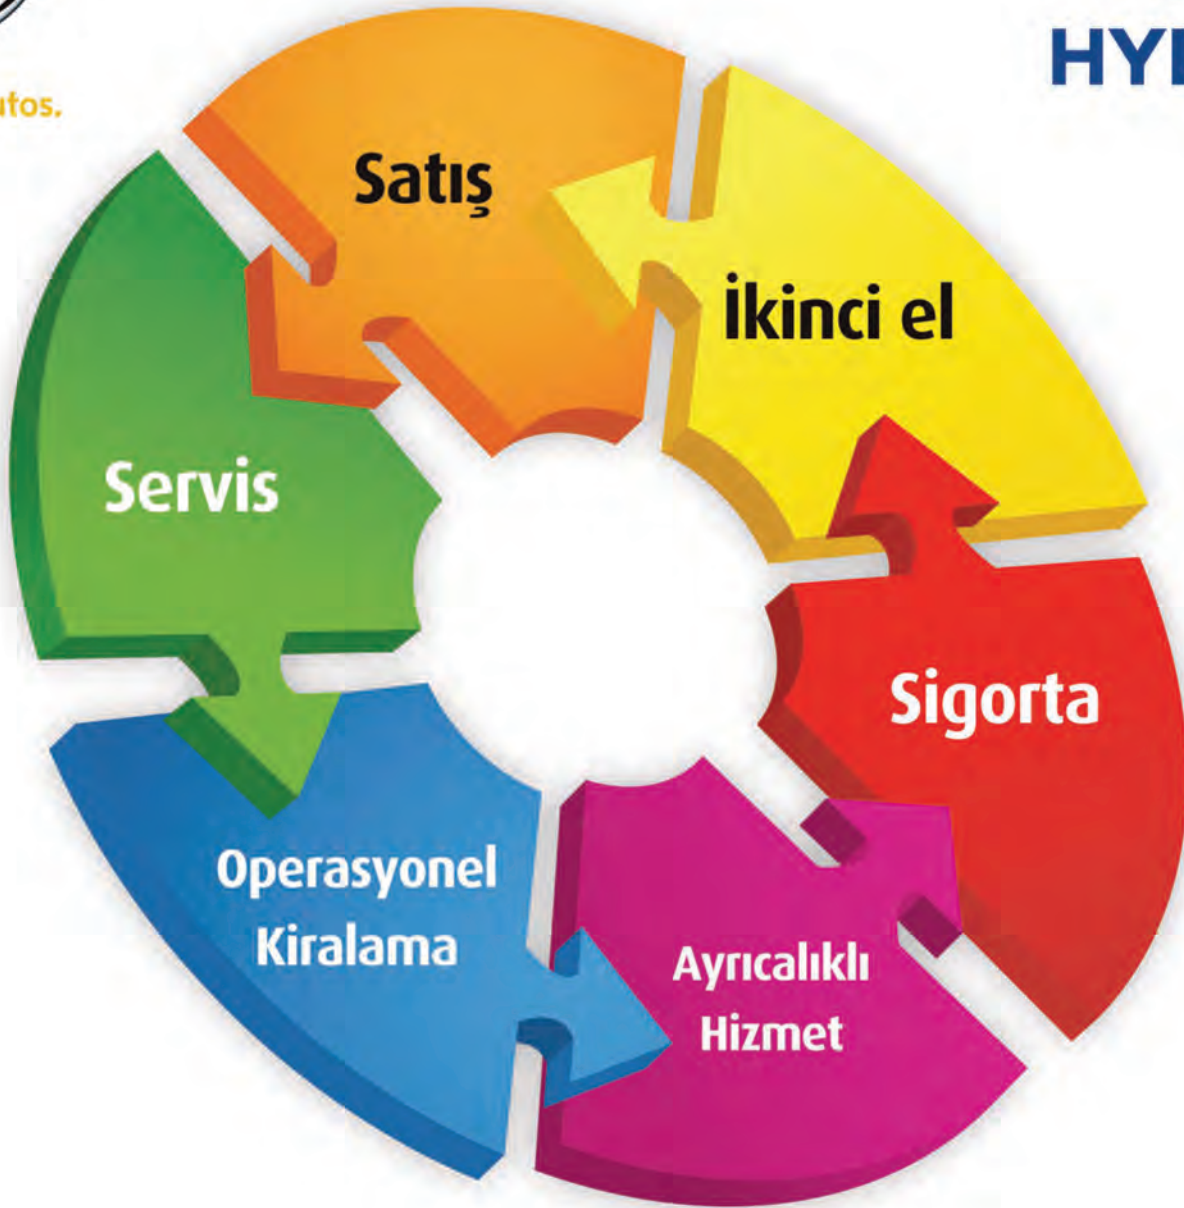 Satış
İkinci el
Servis
Sigorta
Operasyonel
Kiralama
Ayrıcalıklı
Hizmet